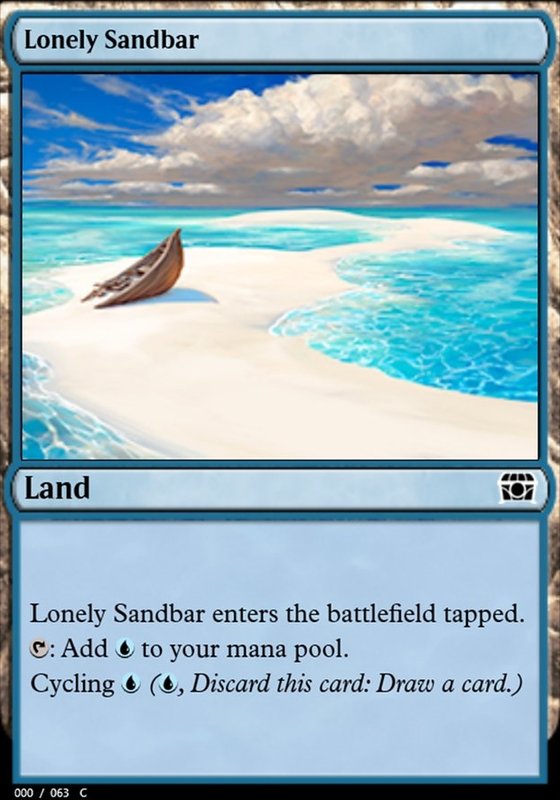 Lonely Sandbar
Land
Lonely Sandbar enters the battlefield tapped.
: Add to your mana pool.
Cycling (, Discard this card: Draw a card.)
000 / 063 C